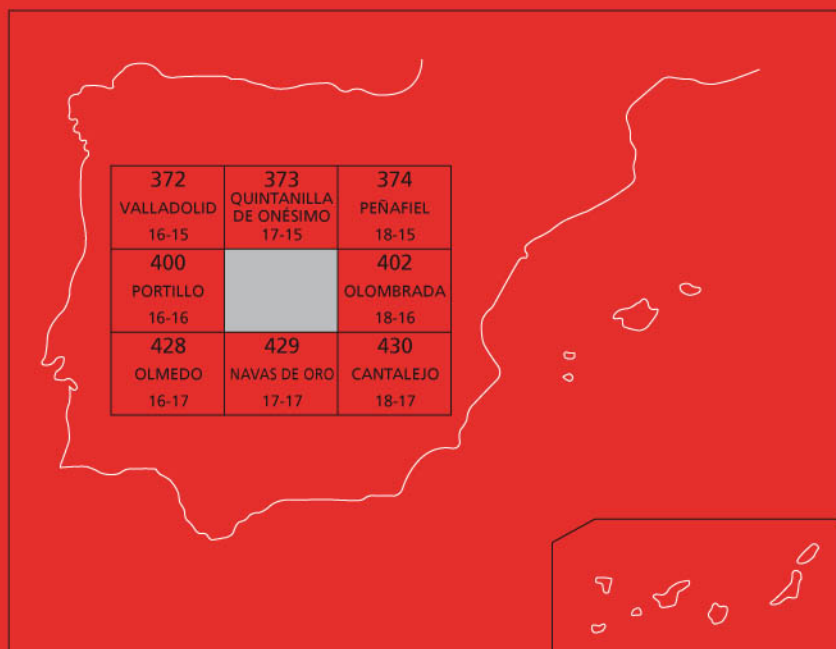 372
VALLADOLID
16-15
373
QUINTANILLA
DE ONÉSIMO
17-15
374
PEÑAFIEL
18-15
400
PORTILLO
16-16
402
OLOMBRADA
18-16
428
OLMEDO
16-17
429
NAVAS DE ORO
17-17
430
CANTALEJO
18-17